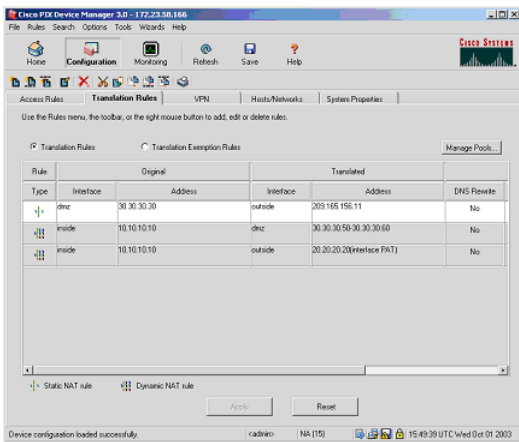 Cisco PIX Device Manager 3.0 - 172.23.58.166
File Rules Search Options Tools Wizards Help
Home Configuration Monitoring Refresh Save Help
CISCO SYSTEMS
Access Rules Translation Rules VPN Hosts/Networks System Properties
Use the Rules menu, the toolbar, or the right mouse button to add, edit or delete rules.
Translation Rules Translation Exemption Rules Manage Pools...
Rule Original Translated
Type Interface Address Interface Address DNS Rewrite
dmz 30.30.30.30 outside 209.165.156.11 No
inside 10.10.10.10 dmz 30.30.30.50-30.30.30.60 No
inside 10.10.10.10 outside 20.20.20.20(interface PAT) No
Static NAT rule Dynamic NAT rule
Apply Reset
Device configuration loaded successfully. <admin> NA (15) 15:49:39 UTC Wed Oct 01 2003